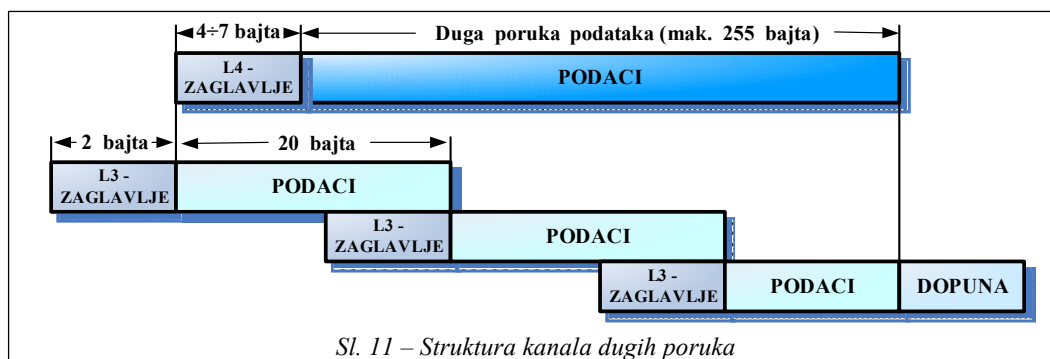 4÷7 bajta
Duga poruka podataka (mak. 255 bajta)
L4 -
ZAGLAVLJE
PODACI
2 bajta
20 bajta
L3 -
ZAGLAVLJE
PODACI
L3 -
ZAGLAVLJE
PODACI
L3 -
ZAGLAVLJE
PODACI
DOPUNA
Sl. 11 – Struktura kanala dugih poruka